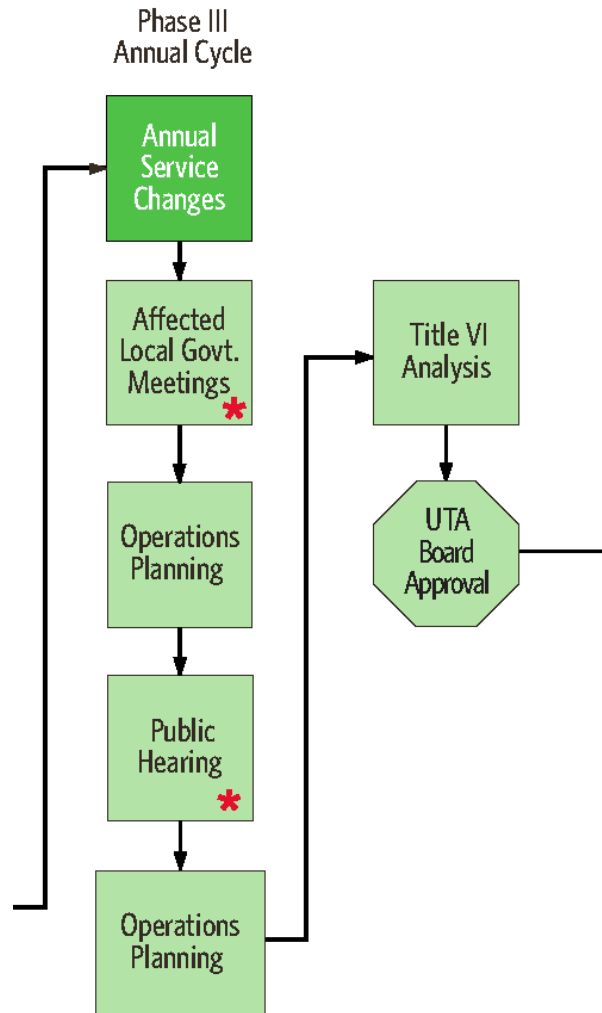 Phase III
Annual Cycle
Annual
Service
Changes
Affected
Local Govt.
Meetings
*
Operations
Planning
Public
Hearing
*
Operations
Planning
Title VI
Analysis
UTA
Board
Approval